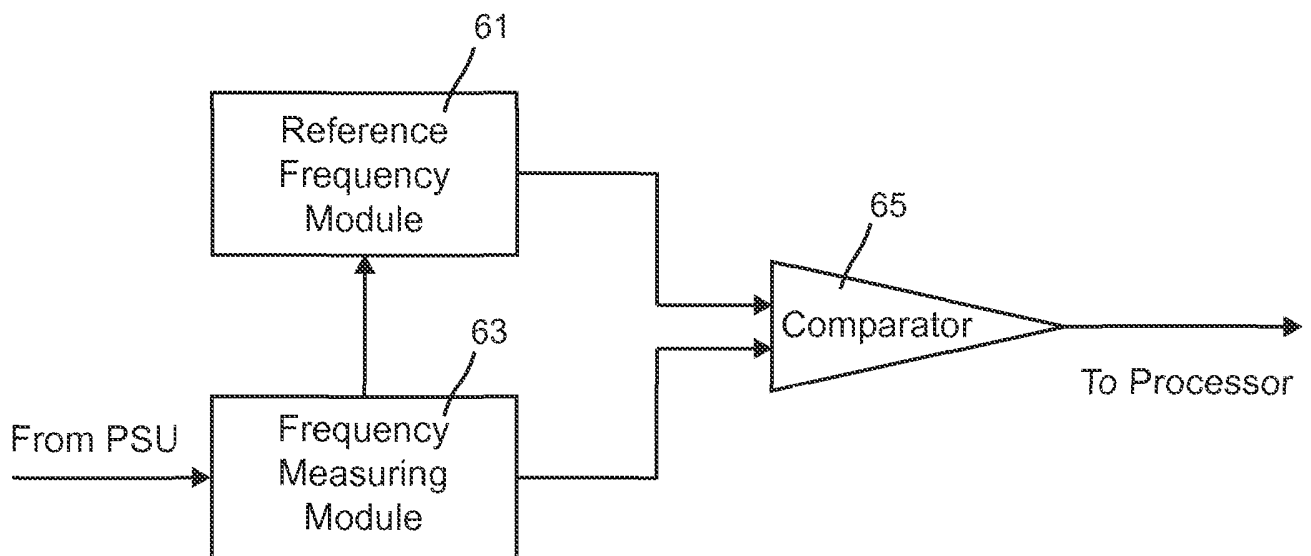 61
Reference
Frequency
Module
65
Comparator
To Processor
63
From PSU
Frequency
Measuring
Module